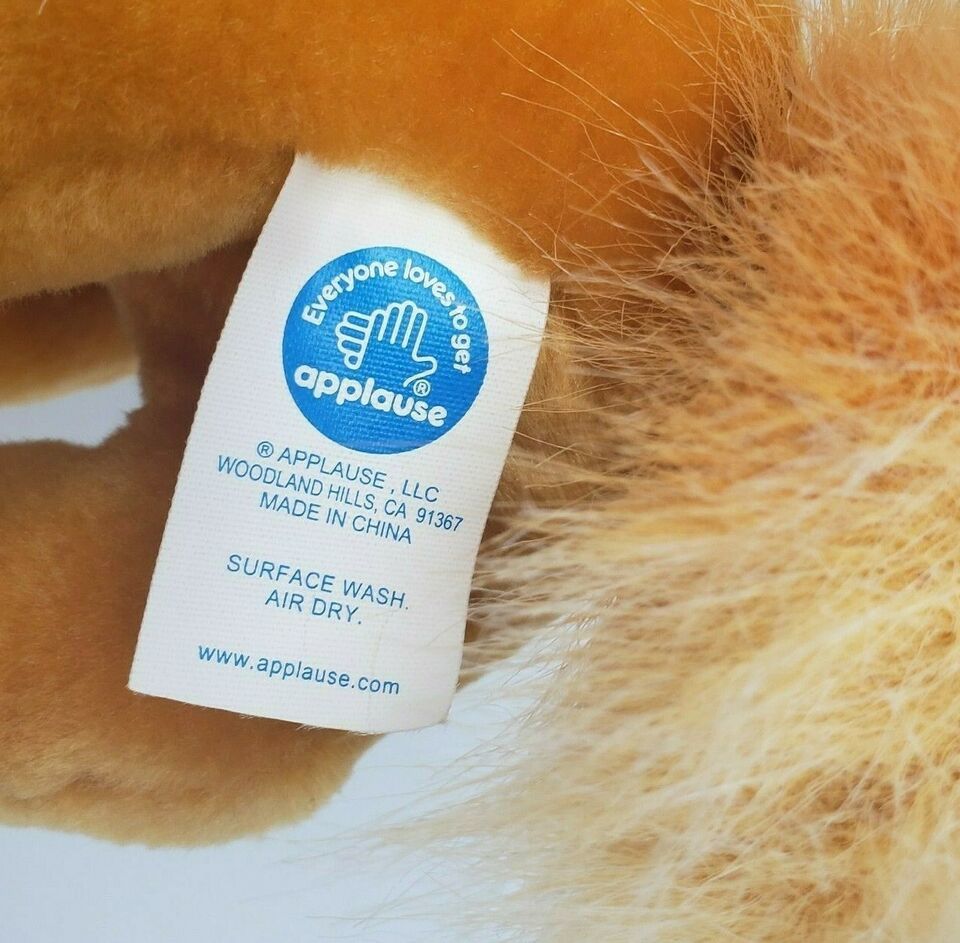 Everyone loves to get
applause®
® APPLAUSE , LLC
WOODLAND HILLS, CA 91367
MADE IN CHINA
SURFACE WASH.
AIR DRY.
www.applause.com